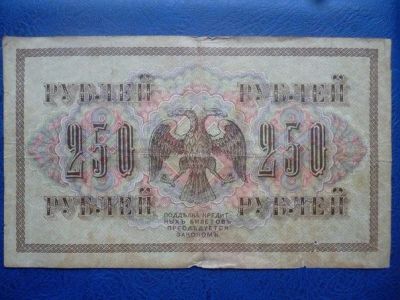 РУБЛЕЙ РУБЛЕЙ
250 250
РУБЛЕЙ РУБЛЕЙ
ПОДДѢЛКА КРЕДИТ
НЫХЪ БИЛЕТОВЪ
ПРЕСЛѢДУЕТСЯ
ЗАКОНОМЪ.